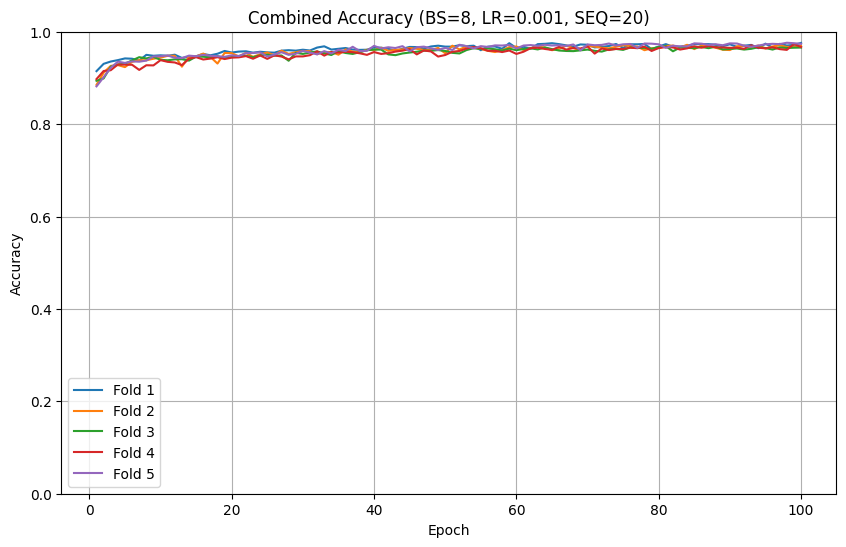 Combined Accuracy (BS=8, LR=0.001, SEQ=20)
1.0
0.8
0.6
0.4
0.2
0.0
Accuracy
Fold 1
Fold 2
Fold 3
Fold 4
Fold 5
0 20 40 60 80 100
Epoch